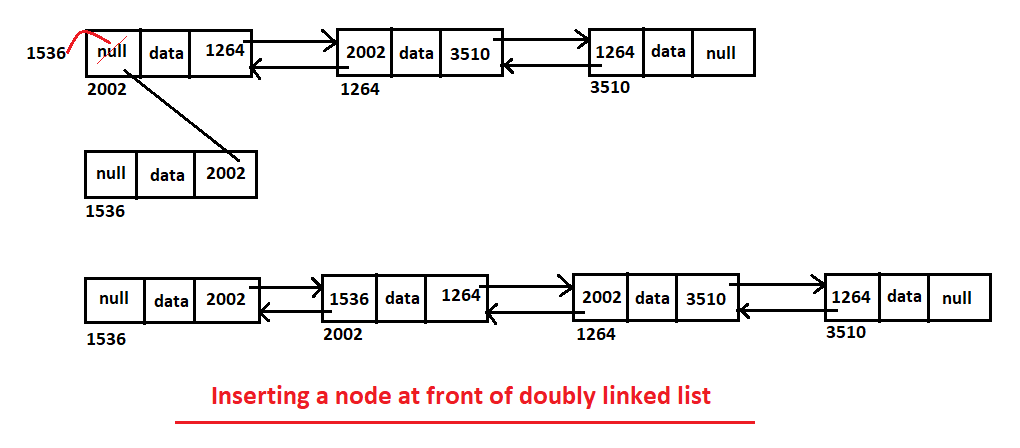 1536 null data 1264 2002 data 3510 1264 data null
2002 1264 3510
null data 2002
1536
null data 2002 1536 data 1264 2002 data 3510 1264 data null
1536 2002 1264 3510
Inserting a node at front of doubly linked list